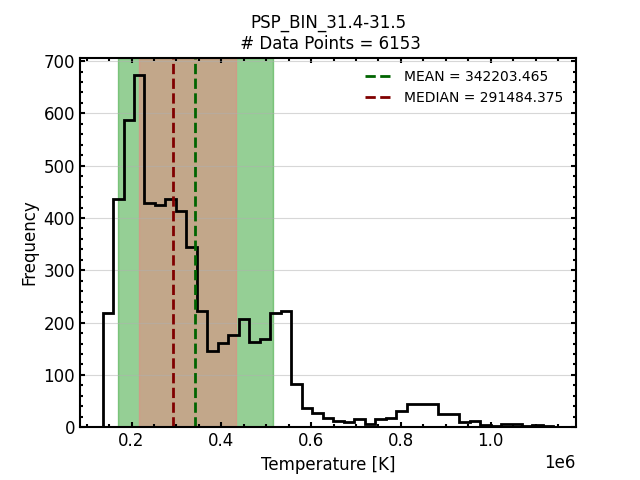 PSP_BIN_31.4-31.5
# Data Points = 6153
MEAN = 342203.465
MEDIAN = 291484.375
Frequency
700
600
500
400
300
200
100
0
0.2
0.4
0.6
0.8
1.0
1e6
Temperature [K]